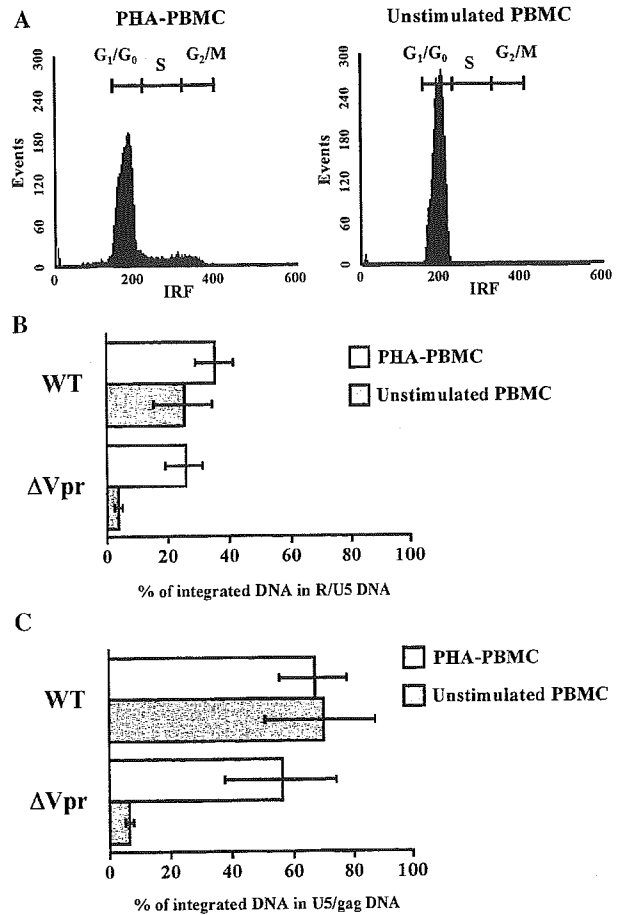 A
PHA-PBMC
Unstimulated PBMC
G1/G0 S G2/M
G1/G0 S G2/M
Events
300
240
180
120
60
0
0 200 400 600
IRF
Events
300
240
180
120
60
0
0 200 400 600
IRF
B
WT
ΔVpr
PHA-PBMC
Unstimulated PBMC
0 20 40 60 80 100
% of integrated DNA in R/U5 DNA
C
WT
ΔVpr
PHA-PBMC
Unstimulated PBMC
0 20 40 60 80 100
% of integrated DNA in U5/gag DNA